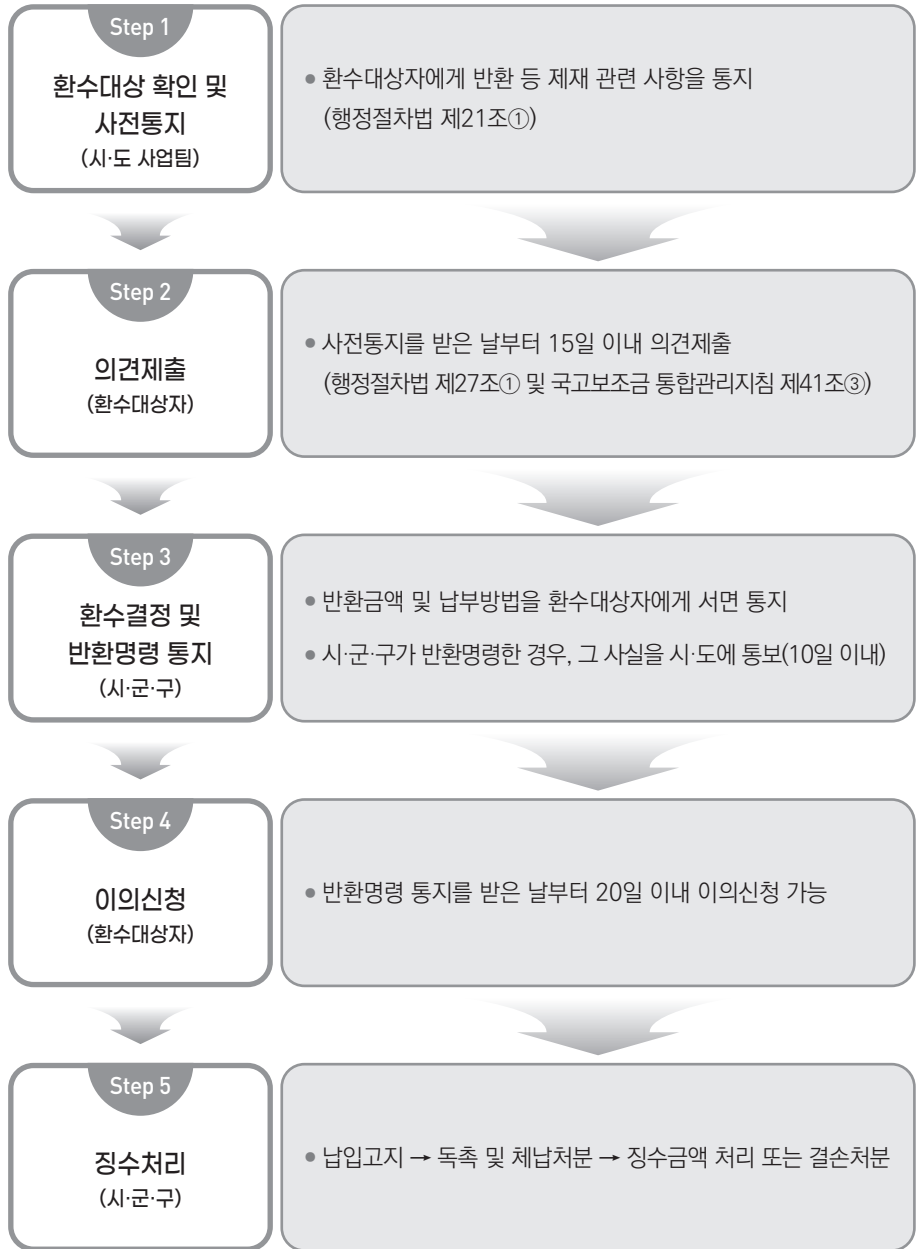 Step 1
환수대상 확인 및
사전통지
(시·도 사업팀)
• 환수대상자에게 반환 등 제재 관련 사항을 통지
(행정절차법 제21조①)
Step 2
의견제출
(환수대상자)
• 사전통지를 받은 날부터 15일 이내 의견제출
(행정절차법 제27조① 및 국고보조금 통합관리지침 제41조③)
Step 3
환수결정 및
반환명령 통지
(시·군·구)
• 반환금액 및 납부방법을 환수대상자에게 서면 통지
• 시·군·구가 반환명령한 경우, 그 사실을 시·도에 통보(10일 이내)
Step 4
이의신청
(환수대상자)
• 반환명령 통지를 받은 날부터 20일 이내 이의신청 가능
Step 5
징수처리
(시·군·구)
• 납입고지 → 독촉 및 체납처분 → 징수금액 처리 또는 결손처분